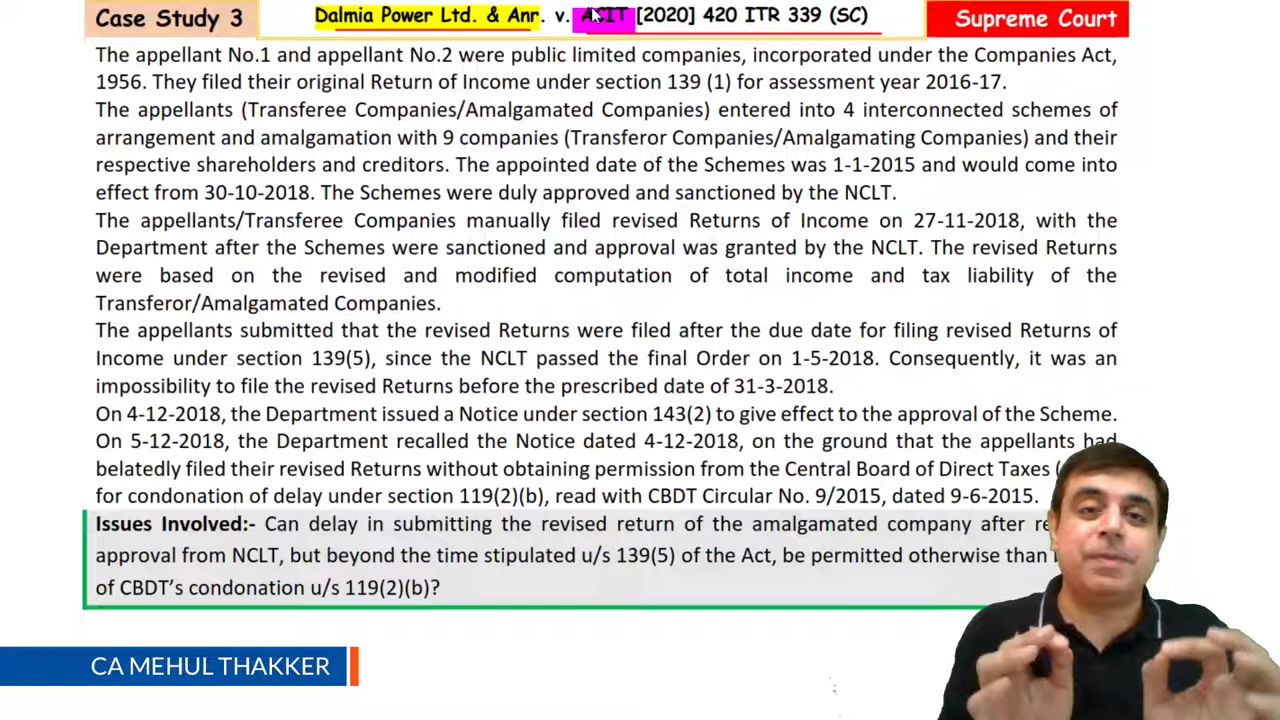 Case Study 3
Dalmia Power Ltd. & Anr. v. ACIT [2020] 420 ITR 339 (SC)
Supreme Court
The appellant No.1 and appellant No.2 were public limited companies, incorporated under the Companies Act,
1956. They filed their original Return of Income under section 139 (1) for assessment year 2016-17.
The appellants (Transferee Companies/Amalgamated Companies) entered into 4 interconnected schemes of
arrangement and amalgamation with 9 companies (Transferor Companies/Amalgamating Companies) and their
respective shareholders and creditors. The appointed date of the Schemes was 1-1-2015 and would come into
effect from 30-10-2018. The Schemes were duly approved and sanctioned by the NCLT.
The appellants/Transferee Companies manually filed revised Returns of Income on 27-11-2018, with the
Department after the Schemes were sanctioned and approval was granted by the NCLT. The revised Returns
were based on the revised and modified computation of total income and tax liability of the
Transferor/Amalgamated Companies.
The appellants submitted that the revised Returns were filed after the due date for filing revised Returns of
Income under section 139(5), since the NCLT passed the final Order on 1-5-2018. Consequently, it was an
impossibility to file the revised Returns before the prescribed date of 31-3-2018.
On 4-12-2018, the Department issued a Notice under section 143(2) to give effect to the approval of the Scheme.
On 5-12-2018, the Department recalled the Notice dated 4-12-2018, on the ground that the appellants had
belatedly filed their revised Returns without obtaining permission from the Central Board of Direct Taxes (
for condonation of delay under section 119(2)(b), read with CBDT Circular No. 9/2015, dated 9-6-2015.
Issues Involved:- Can delay in submitting the revised return of the amalgamated company after
approval from NCLT, but beyond the time stipulated u/s 139(5) of the Act, be permitted otherwise than
of CBDT's condonation u/s 119(2)(b)?
CA MEHUL THAKKER